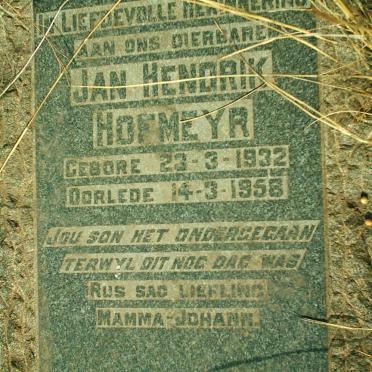 In Liefdevolle Herinnering
aan ons dierbare
Jan Hendrik
Hofmeyr
Gebore 23-3-1932
Oorlede 14-3-1958
Jou son het ondergegaan
terwyl dit nog dag was
Rus sag liefling
Mamma-Johann.